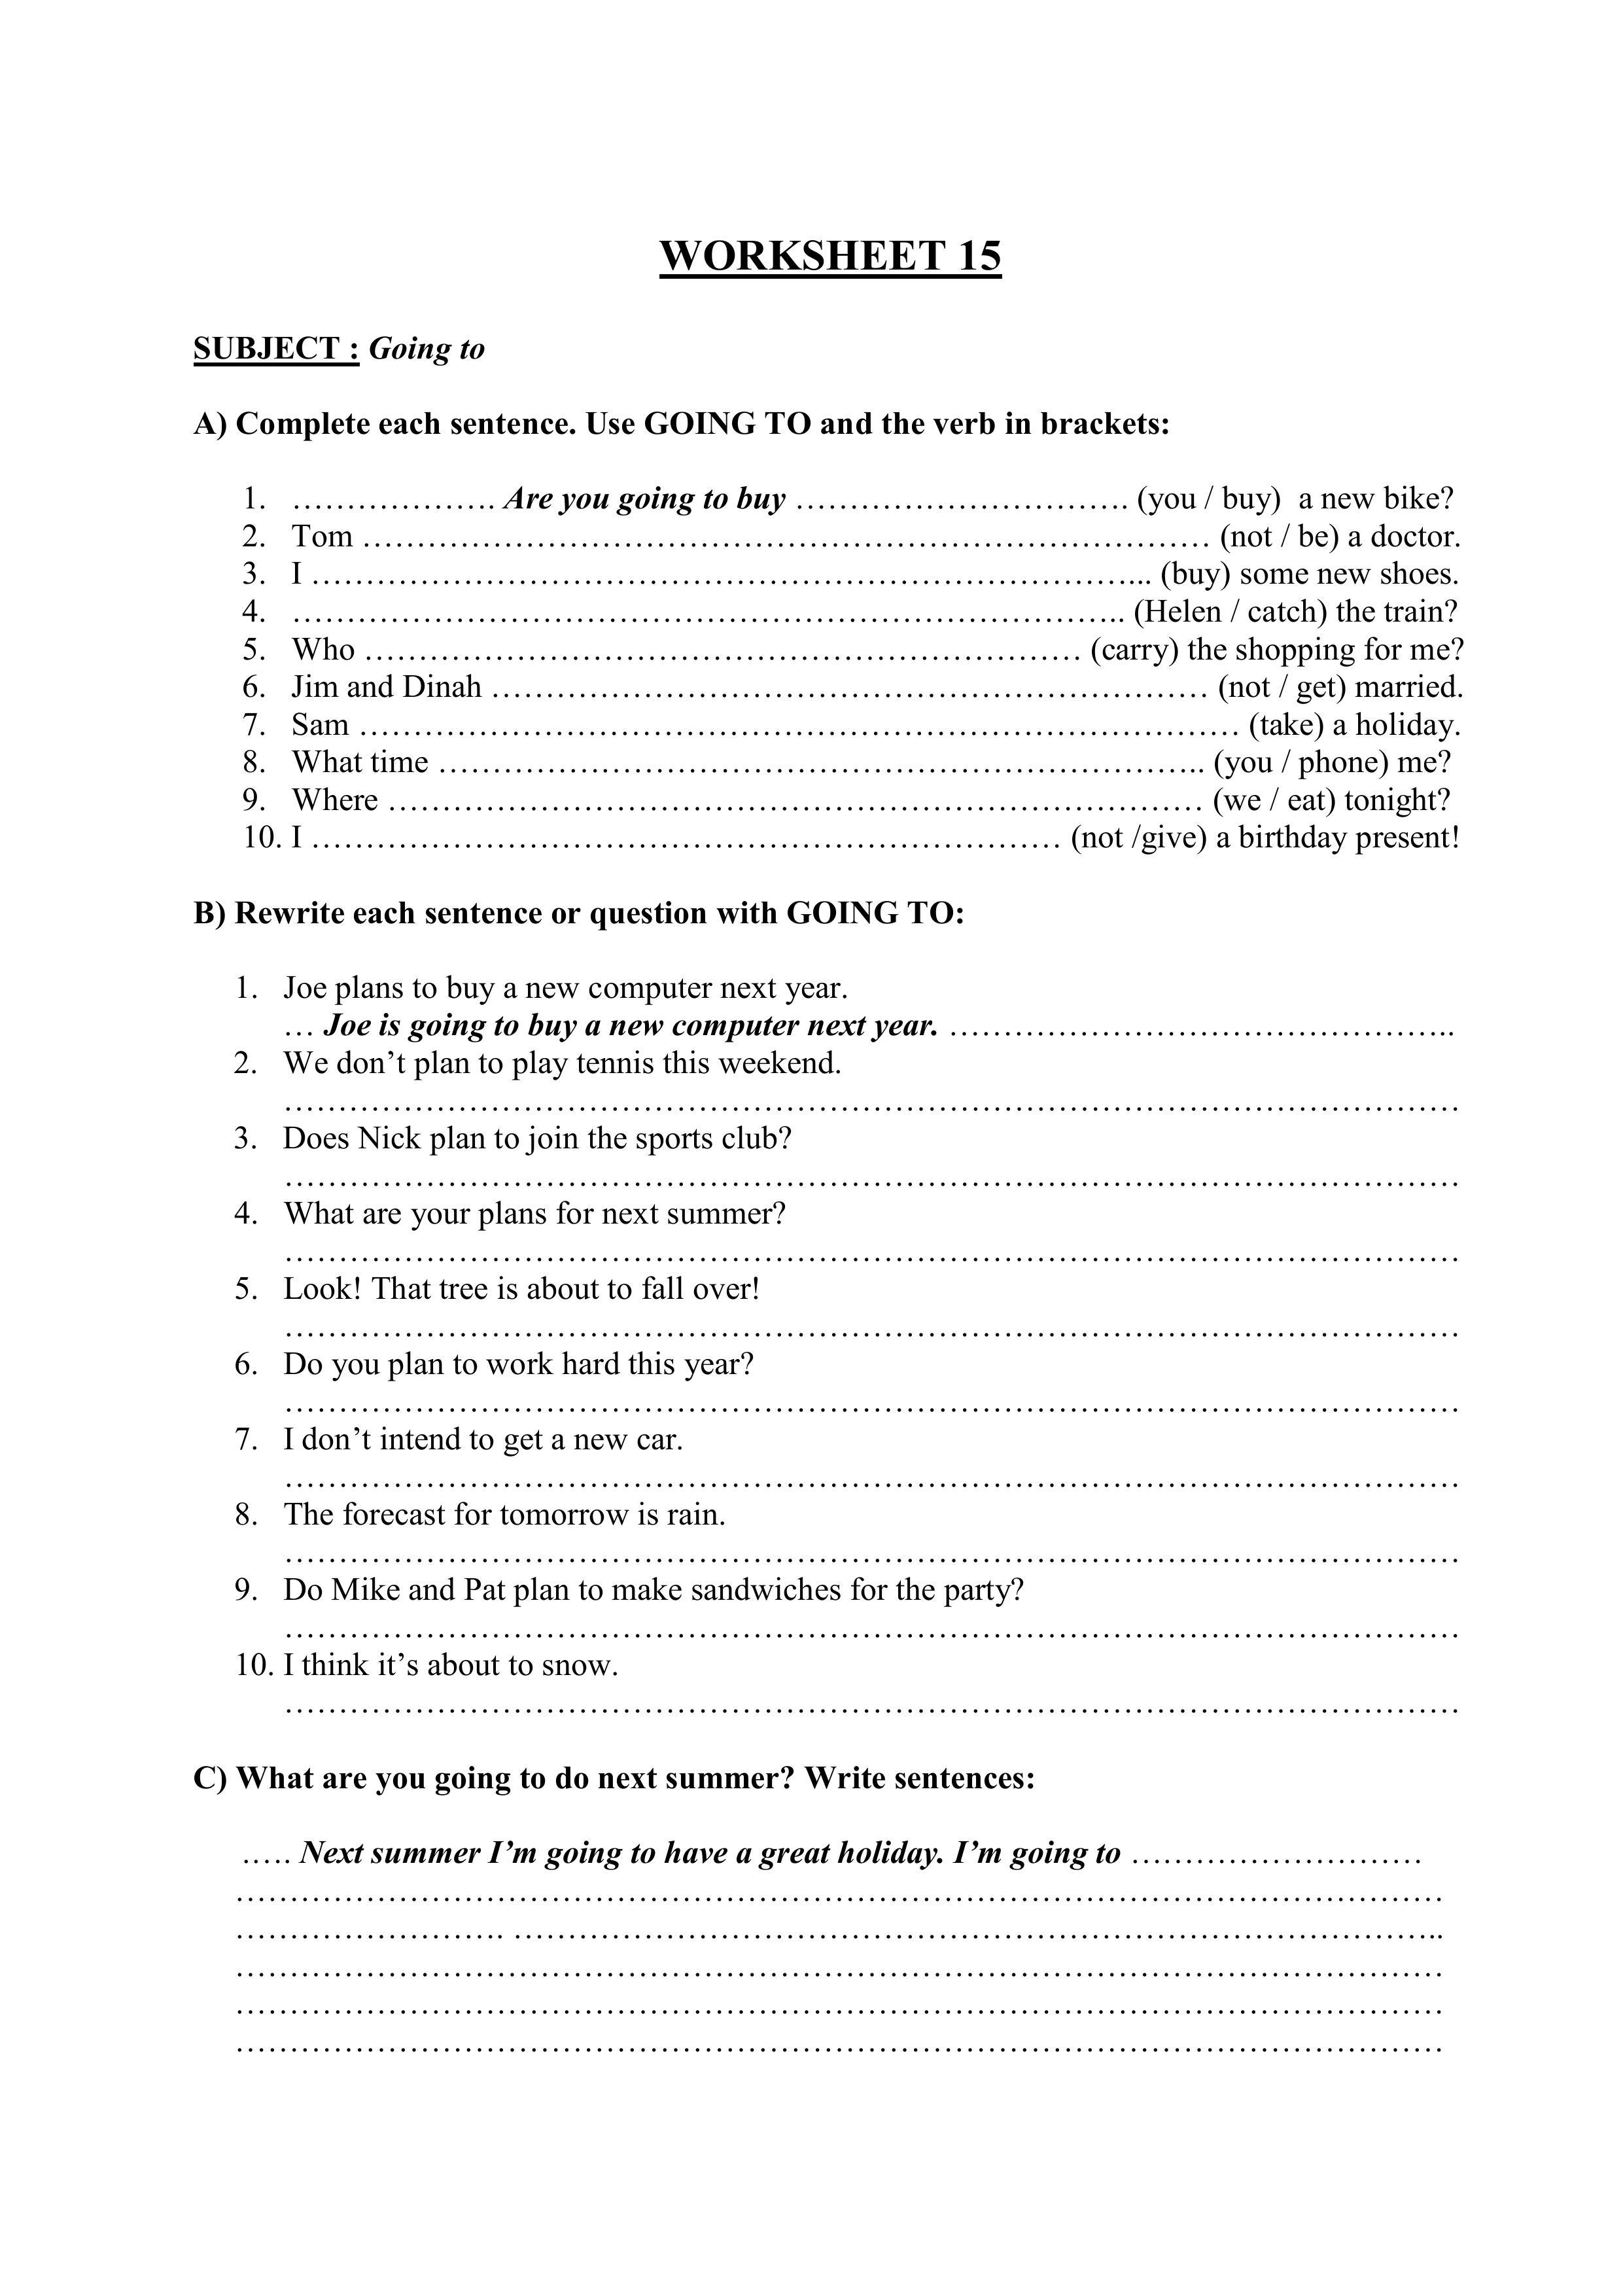 WORKSHEET 15
SUBJECT : Going to
A) Complete each sentence. Use GOING TO and the verb in brackets:
1. ………………. Are you going to buy …………………………. (you / buy) a new bike?
2. Tom …………………………………………………………………… (not / be) a doctor.
3. I …………………………………………………………………... (buy) some new shoes.
4. ………………………………………………………………….. (Helen / catch) the train?
5. Who ………………………………………………………… (carry) the shopping for me?
6. Jim and Dinah ………………………………………………………… (not / get) married.
7. Sam ……………………………………………………………………… (take) a holiday.
8. What time …………………………………………………………….. (you / phone) me?
9. Where ………………………………………………………………… (we / eat) tonight?
10. I …………………………………………………………… (not /give) a birthday present!
B) Rewrite each sentence or question with GOING TO:
1. Joe plans to buy a new computer next year.
… Joe is going to buy a new computer next year. ………………………………………..
2. We don’t plan to play tennis this weekend.
………………………………………………………………………………………………
3. Does Nick plan to join the sports club?
………………………………………………………………………………………………
4. What are your plans for next summer?
………………………………………………………………………………………………
5. Look! That tree is about to fall over!
………………………………………………………………………………………………
6. Do you plan to work hard this year?
………………………………………………………………………………………………
7. I don’t intend to get a new car.
………………………………………………………………………………………………
8. The forecast for tomorrow is rain.
………………………………………………………………………………………………
9. Do Mike and Pat plan to make sandwiches for the party?
………………………………………………………………………………………………
10. I think it’s about to snow.
………………………………………………………………………………………………
C) What are you going to do next summer? Write sentences:
….. Next summer I’m going to have a great holiday. I’m going to ………………………
…………………………………………………………………………………………………
……………………. …………………………………………………………………………..
…………………………………………………………………………………………………
…………………………………………………………………………………………………
…………………………………………………………………………………………………